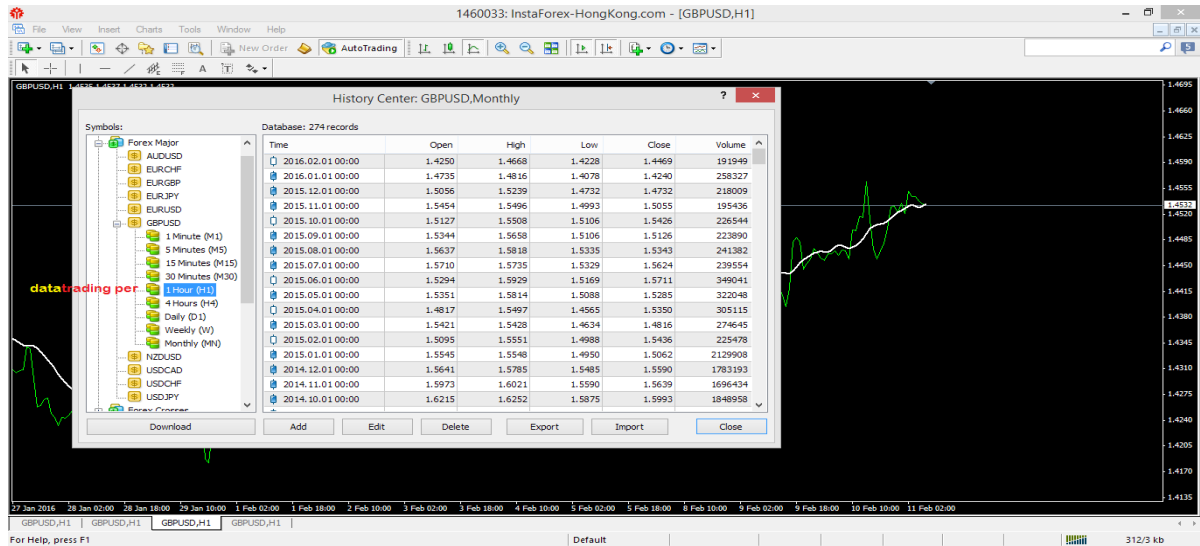 1460033: InstaForex-HongKong.com - [GBPUSD,H1]
File View Insert Charts Tools Window Help
New Order AutoTrading 5
A T
GBPUSD,H1 1.4535 1.4537 1.4532 1.4532
History Center: GBPUSD,Monthly ? ×
Symbols: Database: 274 records
Forex Major
AUDUSD
EURCHF
EURGBP
EURJPY
EURUSD
GBPUSD
1 Minute (M1)
5 Minutes (M5)
15 Minutes (M15)
30 Minutes (M30)
datatrading per 1 Hour (H1)
4 Hours (H4)
Daily (D1)
Weekly (W)
Monthly (MN)
NZDUSD
USDCAD
USDCHF
USDJPY
Forex Crosses
Time Open High Low Close Volume
2016.02.01 00:00 1.4250 1.4668 1.4228 1.4469 191949
2016.01.01 00:00 1.4735 1.4816 1.4078 1.4240 258327
2015.12.01 00:00 1.5056 1.5239 1.4732 1.4732 218009
2015.11.01 00:00 1.5454 1.5496 1.4993 1.5055 195436
2015.10.01 00:00 1.5127 1.5508 1.5106 1.5426 226544
2015.09.01 00:00 1.5344 1.5658 1.5106 1.5126 223890
2015.08.01 00:00 1.5637 1.5818 1.5335 1.5343 241382
2015.07.01 00:00 1.5710 1.5735 1.5329 1.5624 239554
2015.06.01 00:00 1.5294 1.5929 1.5169 1.5711 349041
2015.05.01 00:00 1.5351 1.5814 1.5088 1.5285 322048
2015.04.01 00:00 1.4817 1.5497 1.4565 1.5350 305115
2015.03.01 00:00 1.5421 1.5428 1.4634 1.4816 274645
2015.02.01 00:00 1.5095 1.5551 1.4988 1.5436 225478
2015.01.01 00:00 1.5545 1.5548 1.4950 1.5062 2129908
2014.12.01 00:00 1.5641 1.5785 1.5485 1.5590 1783193
2014.11.01 00:00 1.5973 1.6021 1.5590 1.5639 1696434
2014.10.01 00:00 1.6215 1.6252 1.5875 1.5993 1848958
Download Add Edit Delete Export Import Close
1.4695
1.4660
1.4625
1.4590
1.4555
1.4532
1.4520
1.4485
1.4450
1.4415
1.4380
1.4345
1.4310
1.4275
1.4240
1.4205
1.4170
1.4135
27 Jan 2016 28 Jan 02:00 28 Jan 18:00 29 Jan 10:00 1 Feb 02:00 1 Feb 18:00 2 Feb 10:00 3 Feb 02:00 3 Feb 18:00 4 Feb 10:00 5 Feb 02:00 5 Feb 18:00 8 Feb 10:00 9 Feb 02:00 9 Feb 18:00 10 Feb 10:00 11 Feb 02:00
GBPUSD,H1 GBPUSD,H1 GBPUSD,H1 GBPUSD,H1
For Help, press F1 Default 312/3 kb